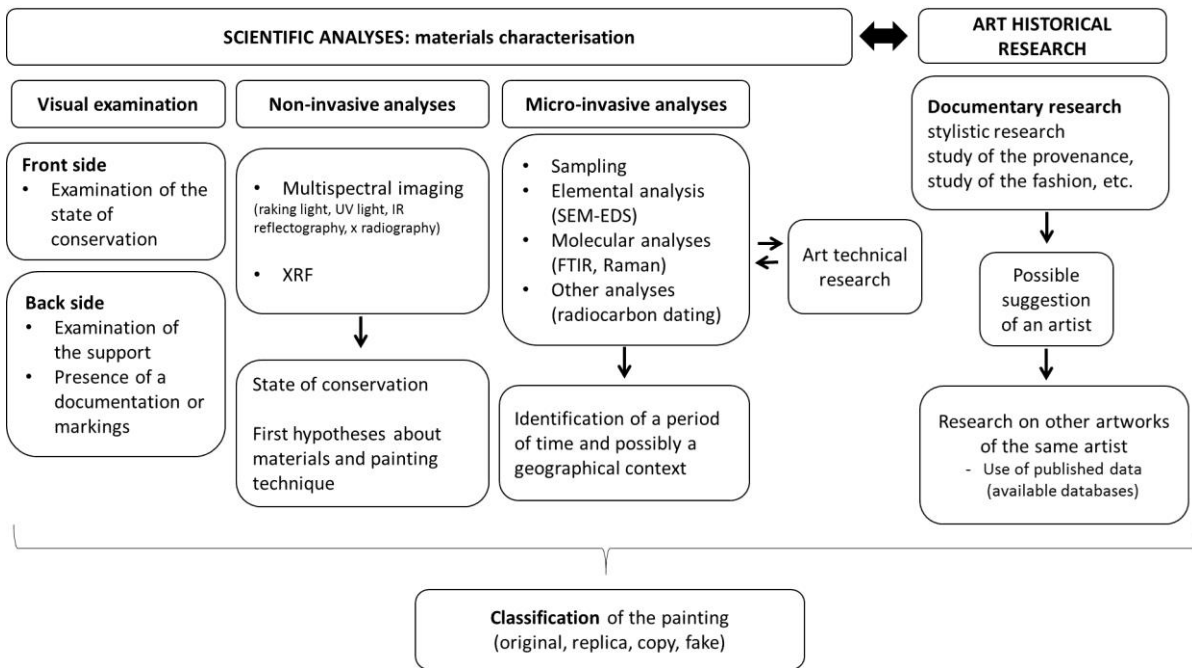 SCIENTIFIC ANALYSES: materials characterisation
ART HISTORICAL
RESEARCH
Visual examination
Front side
• Examination of the
state of
conservation
Back side
• Examination of
the support
• Presence of a
documentation or
markings
Non-invasive analyses
• Multispectral imaging
(raking light, UV light, IR
reflectography, x radiography)
• XRF
State of conservation
First hypotheses about
materials and painting
technique
Micro-invasive analyses
• Sampling
• Elemental analysis
(SEM-EDS)
• Molecular analyses
(FTIR, Raman)
• Other analyses
(radiocarbon dating)
Art technical
research
Identification of a period
of time and possibly a
geographical context
Documentary research
stylistic research
study of the provenance,
study of the fashion, etc.
Possible
suggestion
of an artist
Research on other artworks
of the same artist
- Use of published data
(available databases)
Classification of the painting
(original, replica, copy, fake)